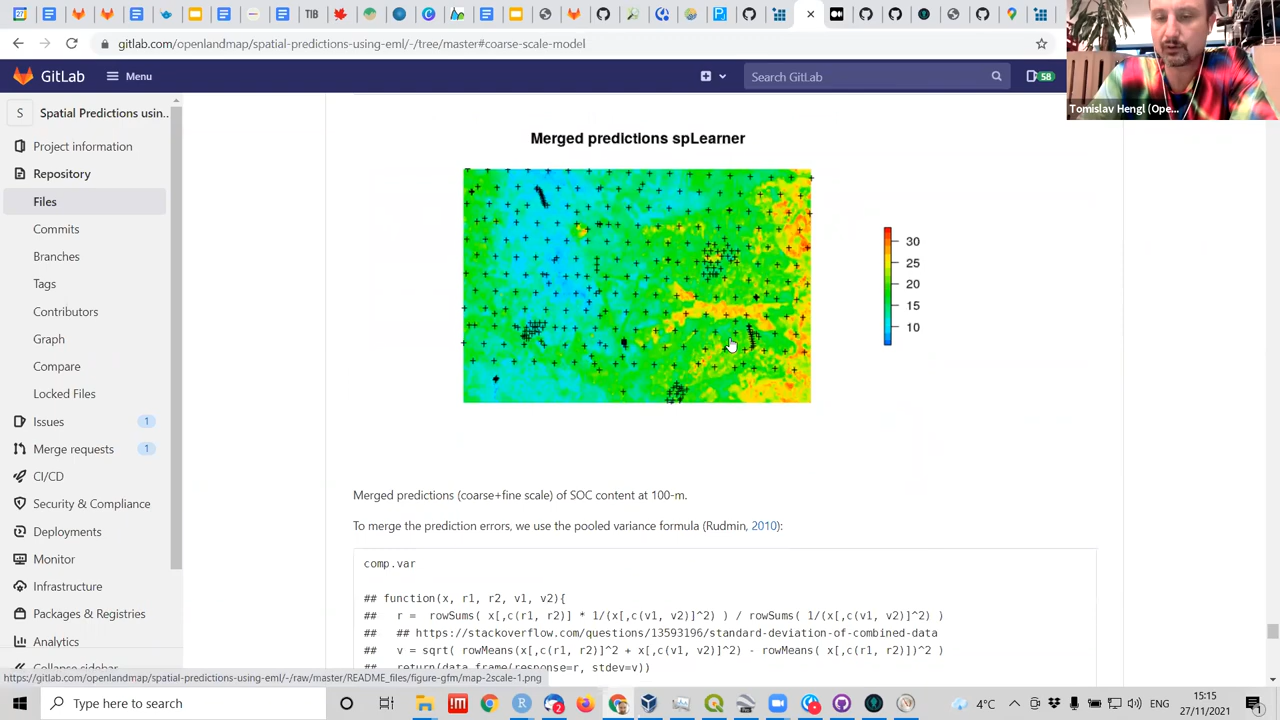 TIB
gitlab.com/openlandmap/spatial-predictions-using-eml/-/tree/master#coarse-scale-model
GitLab
Menu
Search GitLab
58
Tomislav Hengl (Ope...
S
Spatial Predictions usin..
Project information
Repository
Files
Commits
Branches
Tags
Contributors
Graph
Compare
Locked Files
Issues
1
Merge requests
1
CI/CD
Security & Compliance
Deployments
Monitor
Infrastructure
Packages & Registries
Analytics
Collapse sidebar
Merged predictions spLearner
30
25
20
15
10
Merged predictions (coarse+fine scale) of SOC content at 100-m.
To merge the prediction errors, we use the pooled variance formula (Rudmin, 2010):
comp.var
## function(x, r1, r2, v1, v2){
## r = rowSums( x[,c(r1, r2)] * 1/(x[,c(v1, v2)]^2) ) / rowSums( 1/(x[,c(v1, v2)]^2) )
## ## https://stackoverflow.com/questions/13593196/standard-deviation-of-combined-data
## v = sqrt( rowMeans(x[,c(r1, r2)]^2 + x[,c(v1, v2)]^2) - rowMeans( x[,c(r1, r2)])^2 )
## return(data.frame(response=r, stdev=v))
https://gitlab.com/openlandmap/spatial-predictions-using-eml/-/raw/master/README_files/figure-gfm/map-2scale-1.png
Type here to search
4°C
15:15
27/11/2021